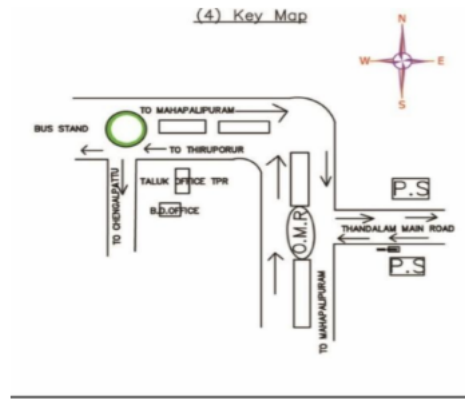 (4) Key Map
N
W E
S
TO MAHAPALIPURAM
BUS STAND
TO THIRUPORUR
TALUK OFFICE TPR
B.D.OFFICE
TO CHENGALPATTU
O.M.R
P.S
THANDALAM MAIN ROAD
P.S
TO MAHAPALIPURAM